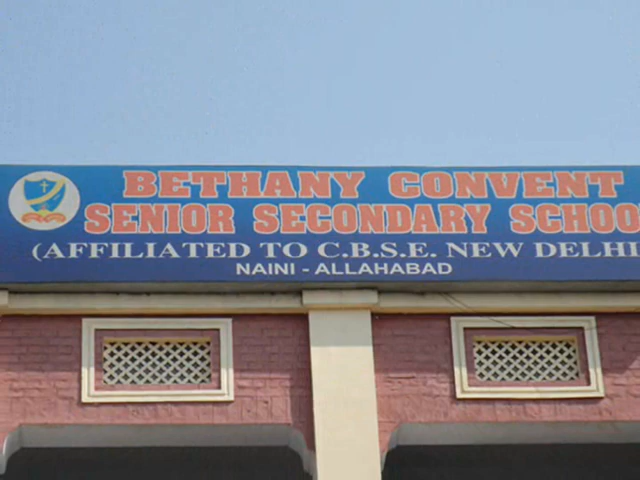 BETHANY CONVENT
SENIOR SECONDARY SCHOO
(AFFILIATED TO C.B.S.E. NEW DELHI
NAINI - ALLAHABAD